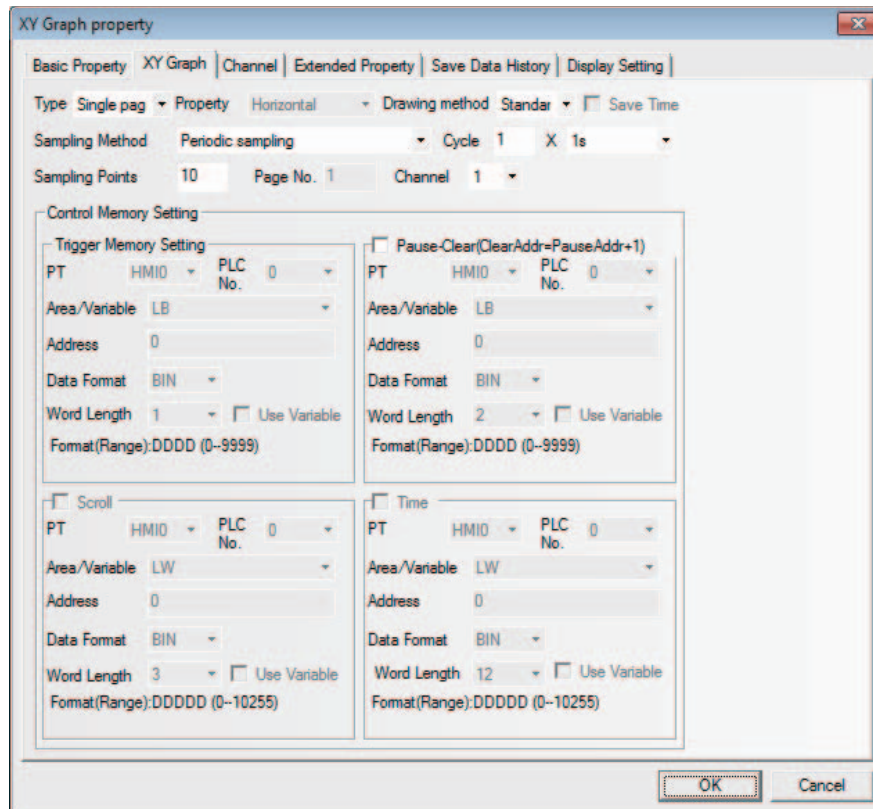 XY Graph property
Basic Property XY Graph Channel Extended Property Save Data History Display Setting
Type Single pag Property Horizontal Drawing method Standar Save Time
Sampling Method Periodic sampling Cycle 1 X 1s
Sampling Points 10 Page No. 1 Channel 1
Control Memory Setting
Trigger Memory Setting
PT HMI0 PLC No. 0
Area/Variable LB
Address 0
Data Format BIN
Word Length 1 Use Variable
Format(Range):DDDD (0--9999)
Pause-Clear(ClearAddr=PauseAddr+1)
PT HMI0 PLC No. 0
Area/Variable LB
Address 0
Data Format BIN
Word Length 2 Use Variable
Format(Range):DDDD (0--9999)
Scroll
PT HMI0 PLC No. 0
Area/Variable LW
Address 0
Data Format BIN
Word Length 3 Use Variable
Format(Range):DDDDD (0--10255)
Time
PT HMI0 PLC No. 0
Area/Variable LW
Address 0
Data Format BIN
Word Length 12 Use Variable
Format(Range):DDDDD (0--10255)
OK Cancel